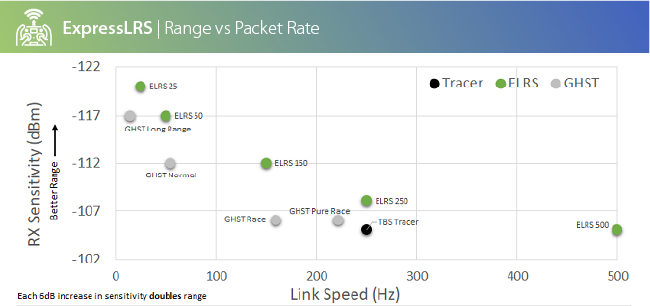 ExpressLRS | Range vs Packet Rate
-122
-117
-112
-107
-102
RX Sensitivity (dBm)
Better Range
Tracer
ELRS
GHST
ELRS 25
ELRS 50
GHST Long Range
GHST Normal
ELRS 150
ELRS 250
GHST Race
GHST Pure Race
TBS Tracer
ELRS 500
0
100
200
300
400
500
Link Speed (Hz)
Each 6dB increase in sensitivity doubles range